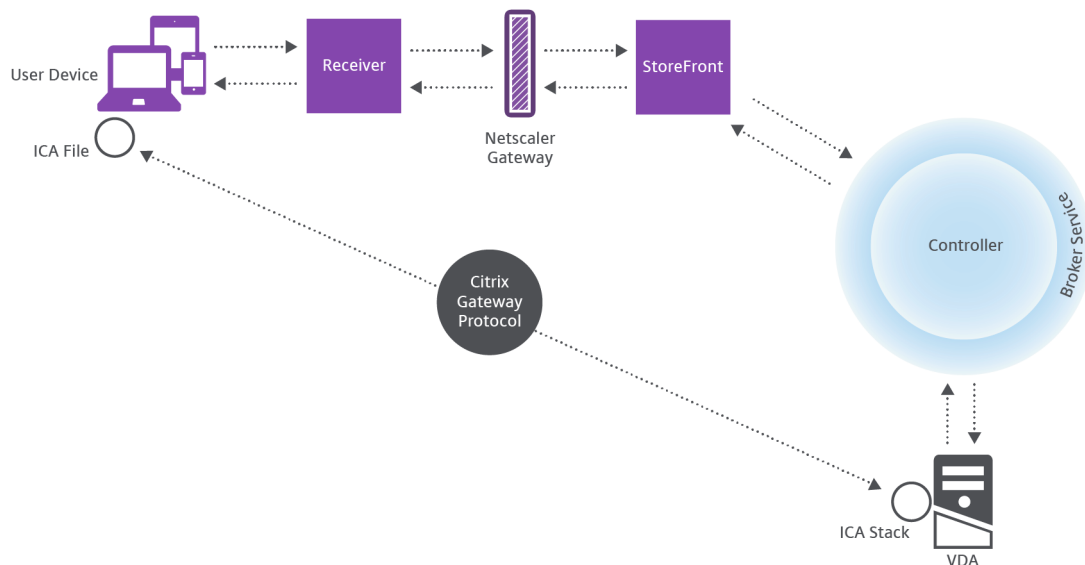 User Device
Receiver
StoreFront
ICA File
Netscaler
Gateway
Controller
Broker Service
Citrix
Gateway
Protocol
ICA Stack
VDA